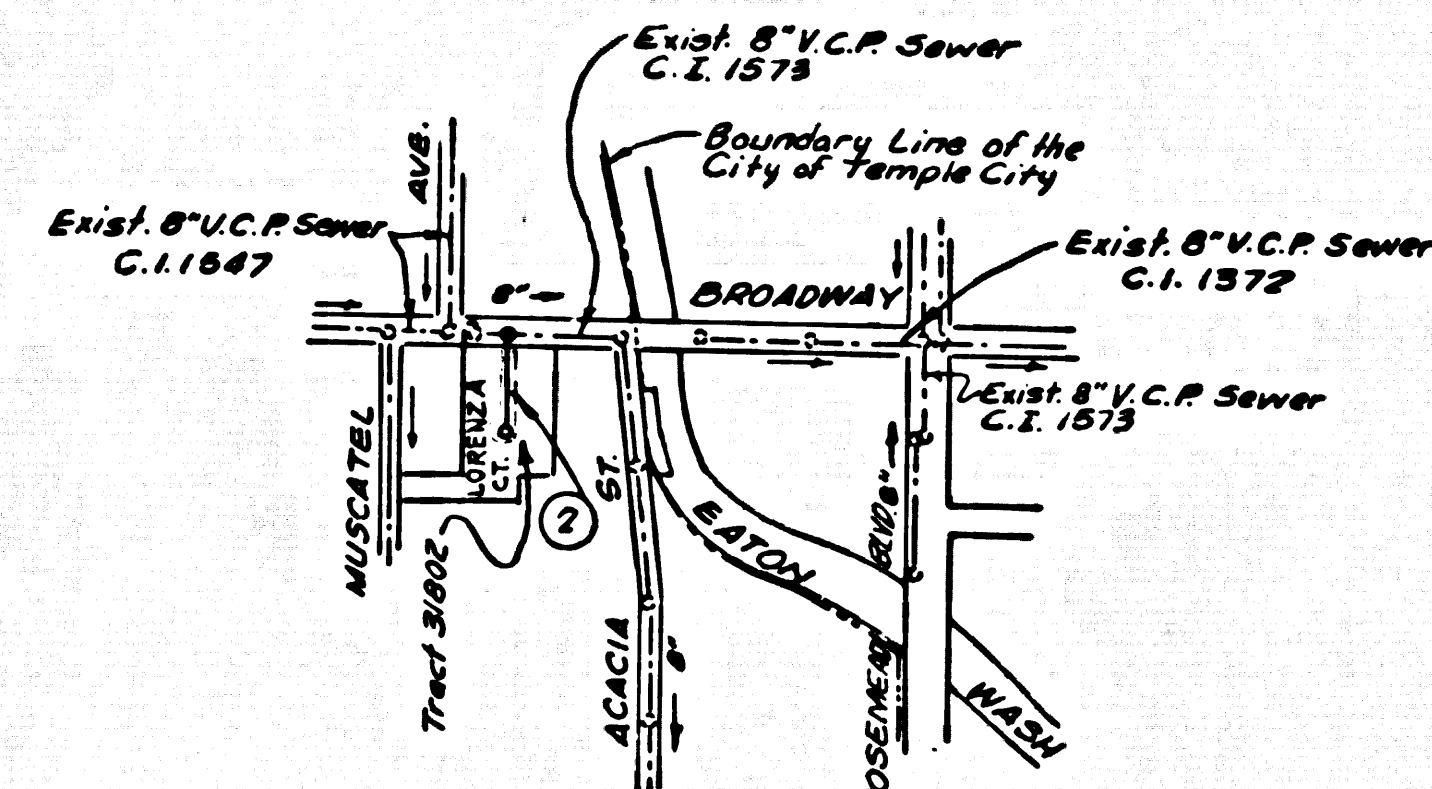 Exist. 8" V.C.P. Sewer
C.I. 1573
Boundary Line of the
City of Temple City
AVE.
Exist. 8" V.C.P. Sewer
C.I. 1547
8"
BROADWAY
Exist. 8" V.C.P. Sewer
C.I. 1372
Exist. 8" V.C.P. Sewer
C.I. 1573
MUSCATEL
LORENZA
CT.
ST.
2
EATON
BLVD. 8"
Tract 31802
ACACIA
8"
OSEMEAD
WASH